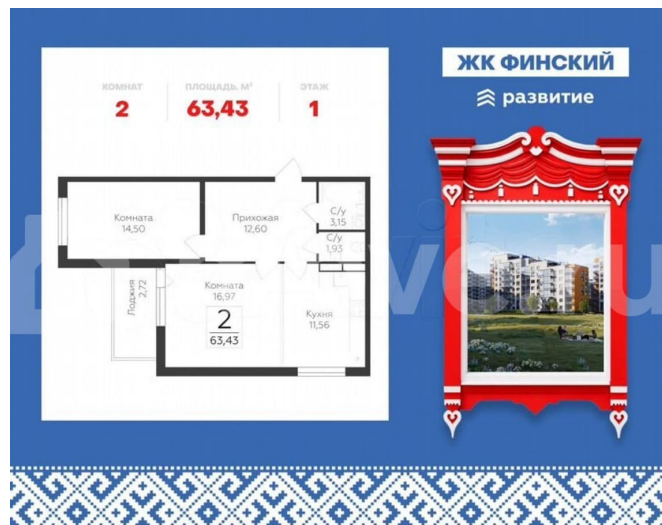 ЖК ФИНСКИЙ
развитие
КОМНАТ
2
ПЛОЩАДЬ, М²
63,43
ЭТАЖ
1
Комната
14,50
Прихожая
12,60
С/у
3,15
С/у
1,93
Лоджия
2,72
Комната
16,97
2
63,43
Кухня
11,56